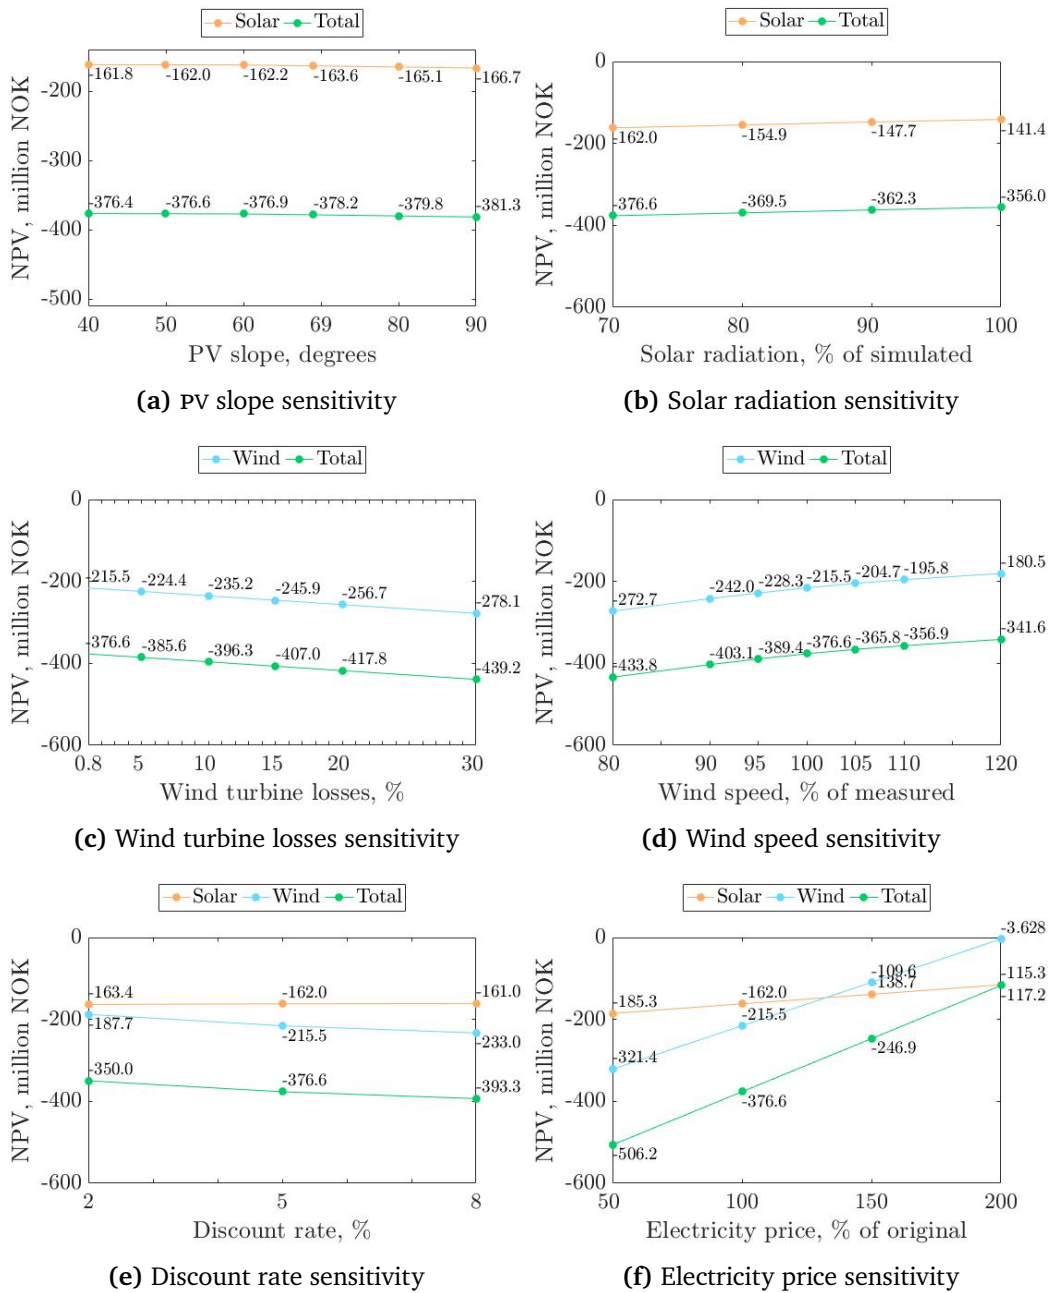 Solar Total
NPV, million NOK
-200
-300
-400
-500
-161.8 -162.0 -162.2 -163.6 -165.1 -166.7
-376.4 -376.6 -376.9 -378.2 -379.8 -381.3
40 50 60 69 80 90
PV slope, degrees
(a) PV slope sensitivity
Solar Total
NPV, million NOK
0
-200
-400
-600
-162.0 -154.9 -147.7 -141.4
-376.6 -369.5 -362.3 -356.0
70 80 90 100
Solar radiation, % of simulated
(b) Solar radiation sensitivity
Wind Total
NPV, million NOK
0
-200
-400
-600
-215.5 -224.4 -235.2 -245.9 -256.7 -278.1
-376.6 -385.6 -396.3 -407.0 -417.8 -439.2
0.8 5 10 15 20 30
Wind turbine losses, %
(c) Wind turbine losses sensitivity
Wind Total
NPV, million NOK
0
-200
-400
-600
-272.7 -242.0 -228.3 -215.5 -204.7 -195.8 -180.5
-433.8 -403.1 -389.4 -376.6 -365.8 -356.9 -341.6
80 90 95 100 105 110 120
Wind speed, % of measured
(d) Wind speed sensitivity
Solar Wind Total
NPV, million NOK
0
-200
-400
-600
-163.4 -162.0 -161.0
-187.7 -215.5 -233.0
-350.0 -376.6 -393.3
2 5 8
Discount rate, %
(e) Discount rate sensitivity
Solar Wind Total
NPV, million NOK
0
-200
-400
-600
-185.3 -162.0 -138.7 -115.3
-321.4 -215.5 -109.6 -3.628
-506.2 -376.6 -246.9 -117.2
50 100 150 200
Electricity price, % of original
(f) Electricity price sensitivity